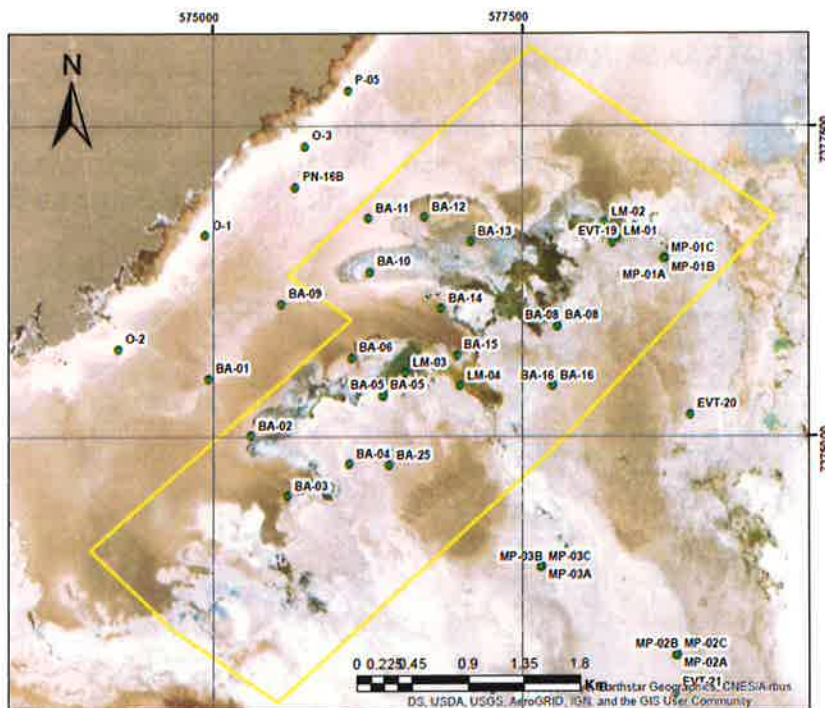 575000 577500
N
P-05
7377500
O-3
PN-16B
BA-11 BA-12 LM-02
O-1 BA-13 EVT-19 LM-01
MP-01C
BA-10 MP-01A MP-01B
BA-09 BA-14
BA-08 BA-08
O-2 BA-06 BA-15
LM-03
BA-01 BA-05 BA-05 LM-04 BA-16 BA-16
EVT-20
BA-02
BA-04 BA-25
BA-03
MP-03B MP-03C
MP-03A
MP-02B MP-02C
MP-02A
0 0.225 0.45 0.9 1.35 1.8
EVT-21
Earthstar Geographics, CNES/Airbus
DS, USDA, USGS, AeroGRID, IGN, and the GIS User Community